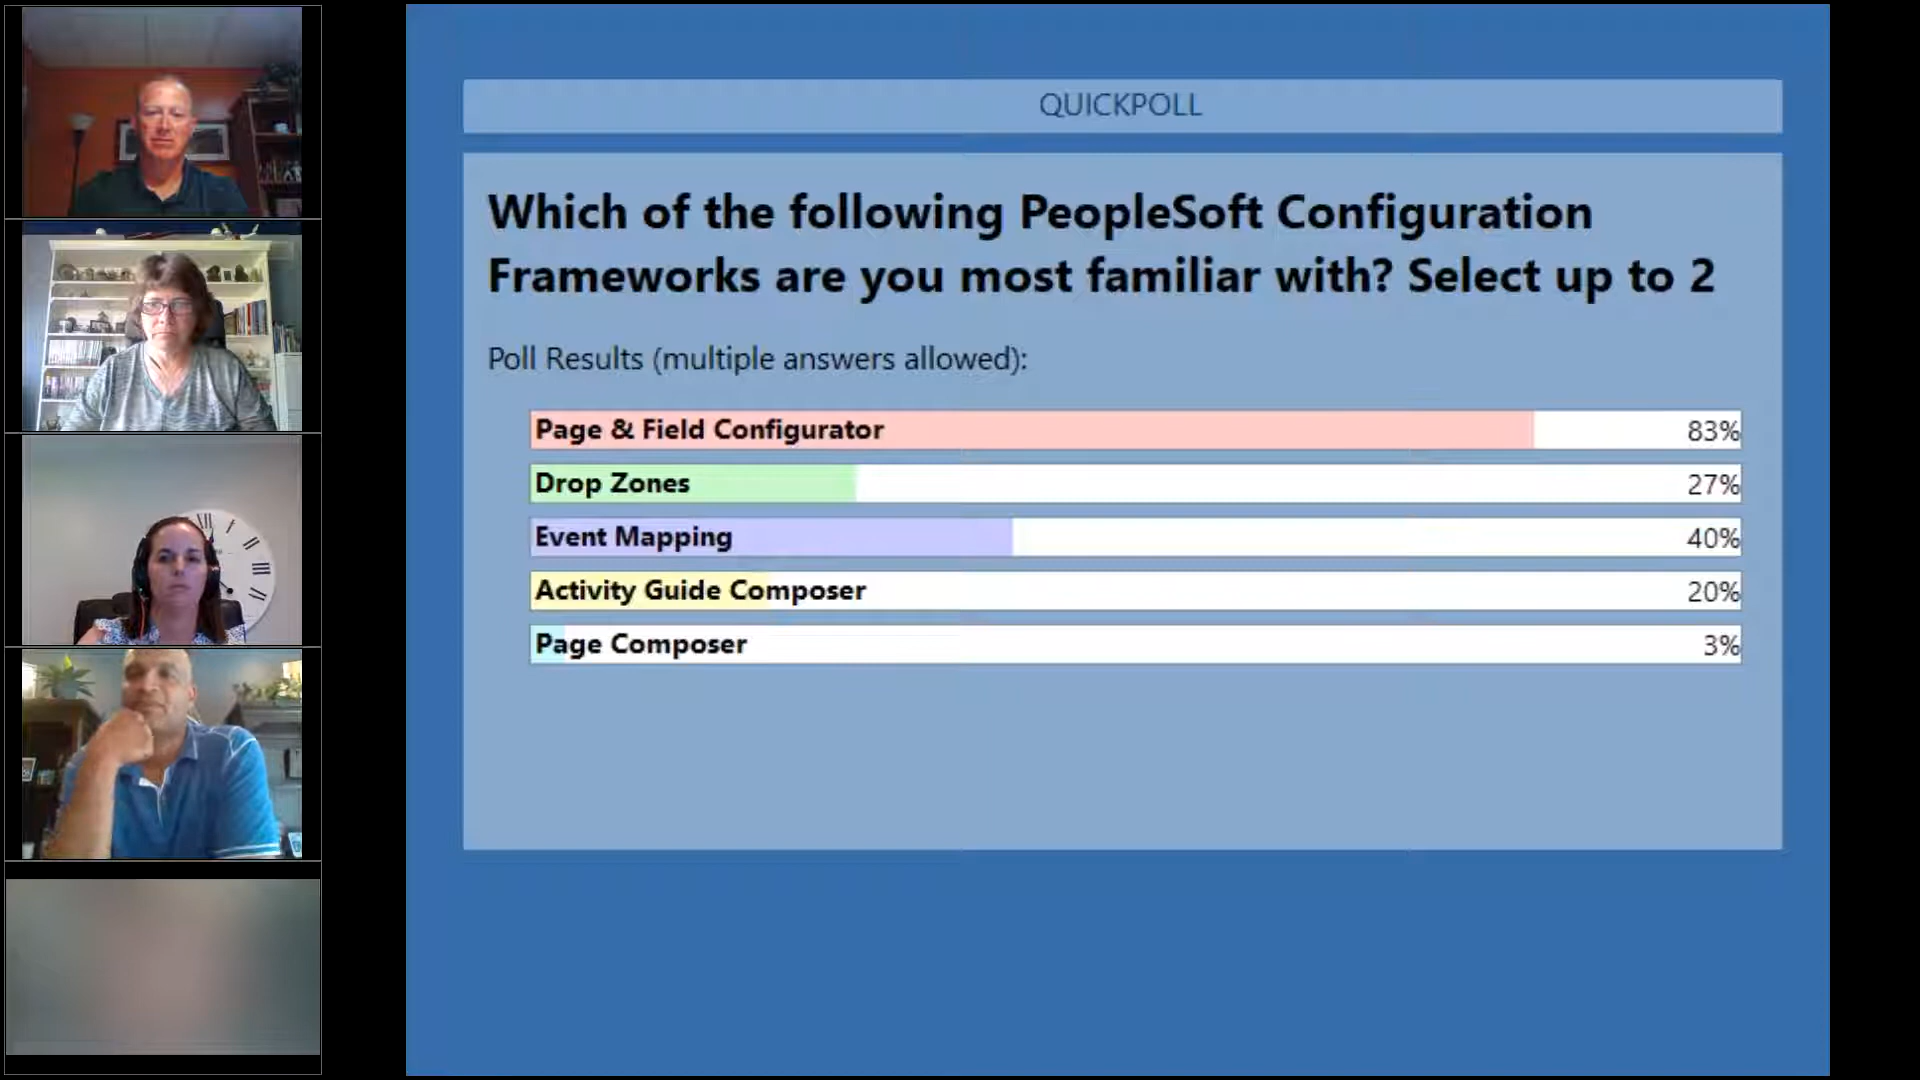 QUICKPOLL
Which of the following PeopleSoft Configuration
Frameworks are you most familiar with? Select up to 2
Poll Results (multiple answers allowed):
Page & Field Configurator 83%
Drop Zones 27%
Event Mapping 40%
Activity Guide Composer 20%
Page Composer 3%